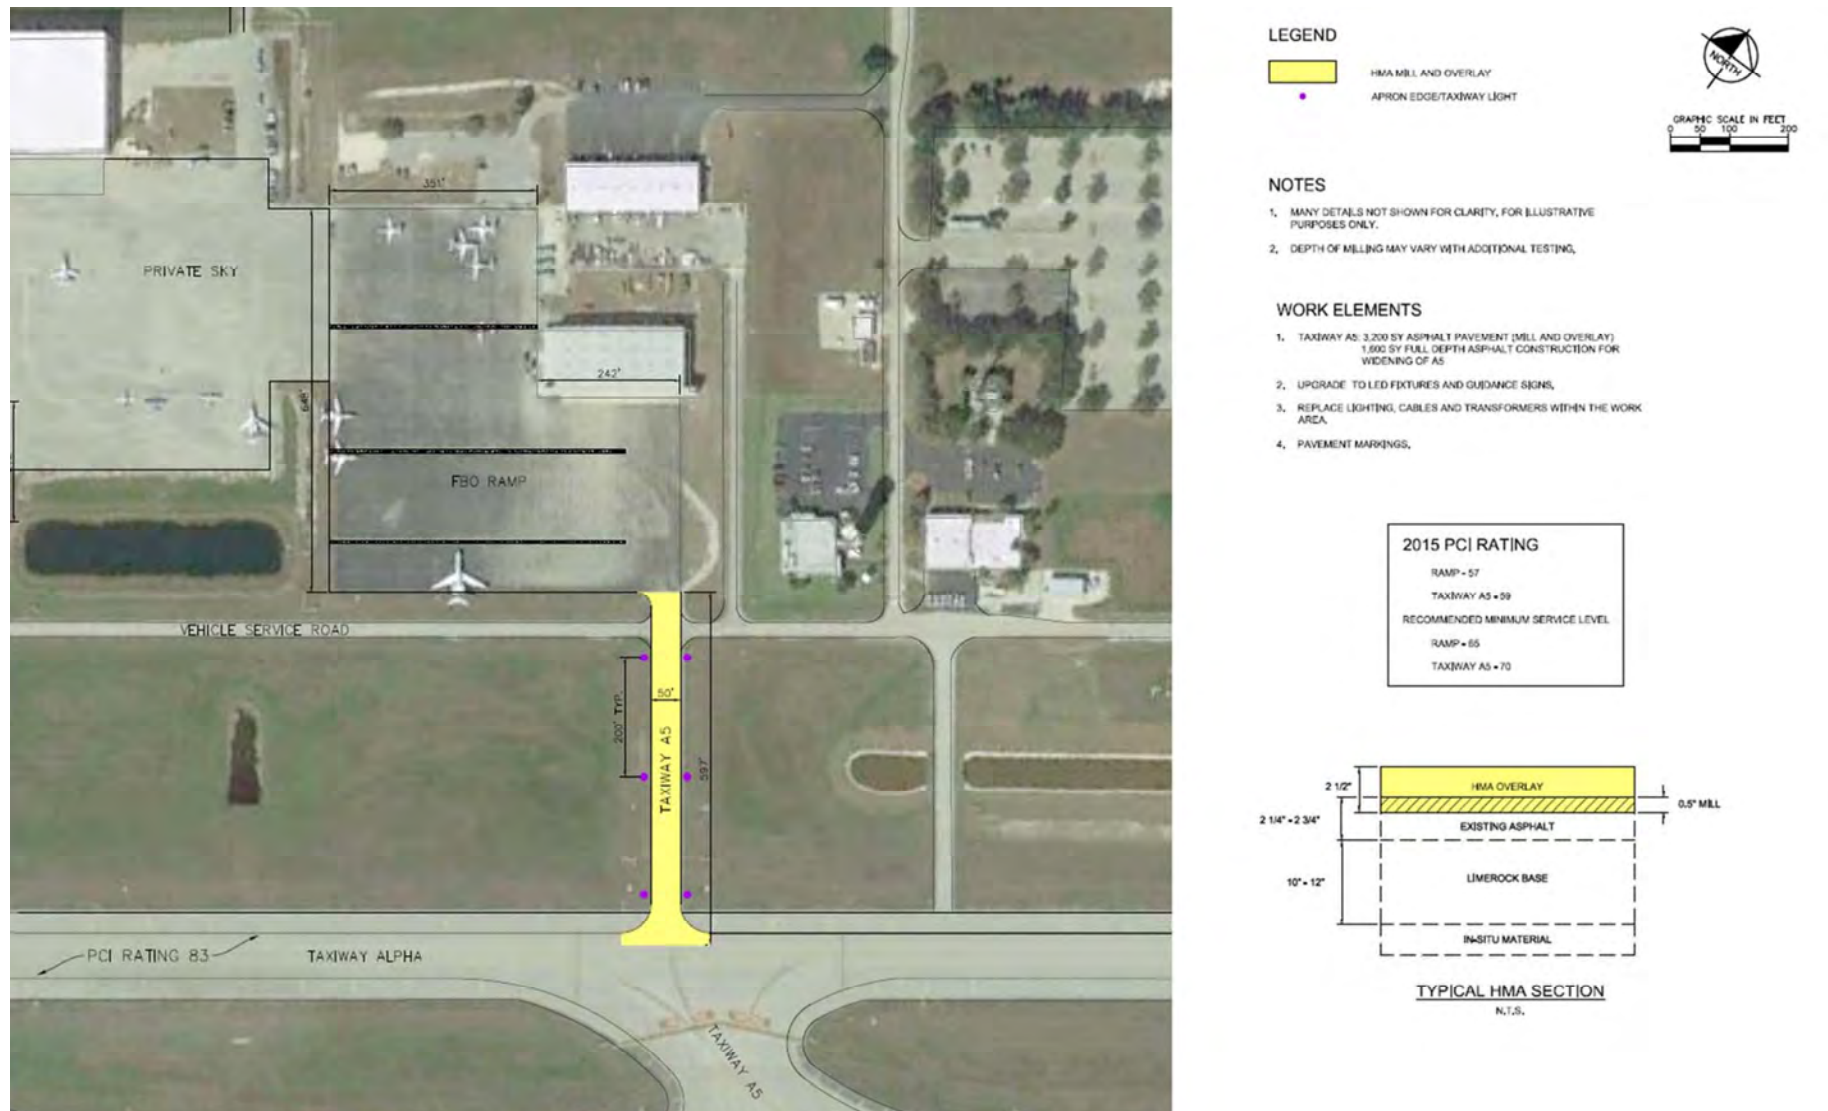 351'
PRIVATE SKY
648'
242'
FBO RAMP
VEHICLE SERVICE ROAD
200' TYP.
50'
TAXIWAY A5
597'
PCI RATING 83
TAXIWAY ALPHA
TAXIWAY A5
LEGEND
HMA MILL AND OVERLAY
APRON EDGE/TAXIWAY LIGHT
NORTH
GRAPHIC SCALE IN FEET
0 50 100 200
NOTES
1. MANY DETAILS NOT SHOWN FOR CLARITY, FOR ILLUSTRATIVE
PURPOSES ONLY.
2. DEPTH OF MILLING MAY VARY WITH ADDITIONAL TESTING.
WORK ELEMENTS
1. TAXIWAY A5: 3,200 SY ASPHALT PAVEMENT (MILL AND OVERLAY)
1,600 SY FULL DEPTH ASPHALT CONSTRUCTION FOR
WIDENING OF A5
2. UPGRADE TO LED FIXTURES AND GUIDANCE SIGNS.
3. REPLACE LIGHTING, CABLES AND TRANSFORMERS WITHIN THE WORK
AREA.
4. PAVEMENT MARKINGS.
2015 PCI RATING
RAMP - 57
TAXIWAY A5 - 59
RECOMMENDED MINIMUM SERVICE LEVEL
RAMP - 65
TAXIWAY A5 - 70
2 1/2"
HMA OVERLAY
0.5" MILL
2 1/4" - 2 3/4"
EXISTING ASPHALT
10" - 12"
LIMEROCK BASE
IN-SITU MATERIAL
TYPICAL HMA SECTION
N.T.S.